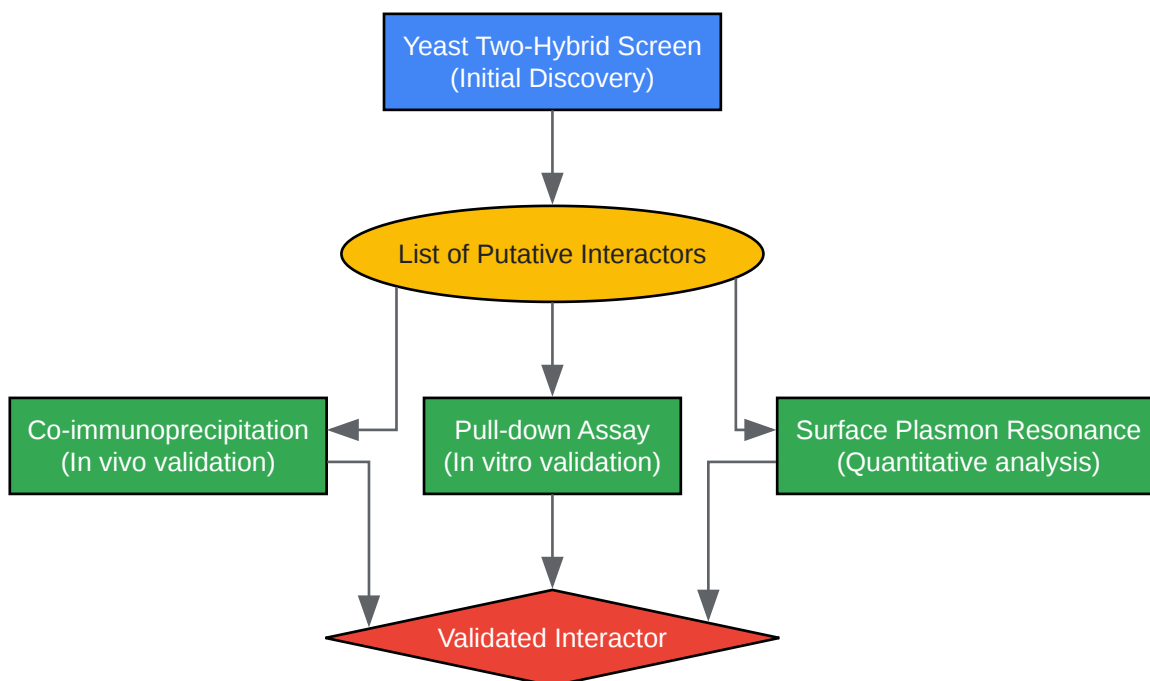 Yeast Two-Hybrid Screen
(Initial Discovery)
List of Putative Interactors
Co-immunoprecipitation
(In vivo validation)
Pull-down Assay
(In vitro validation)
Surface Plasmon Resonance
(Quantitative analysis)
Validated Interactor